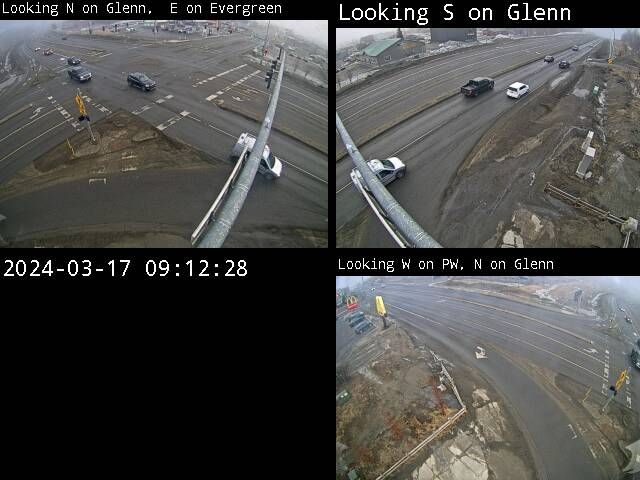 Looking N on Glenn,  E on Evergreen
Looking S on Glenn
2024-03-17 09:12:28
Looking W on PW, N on Glenn